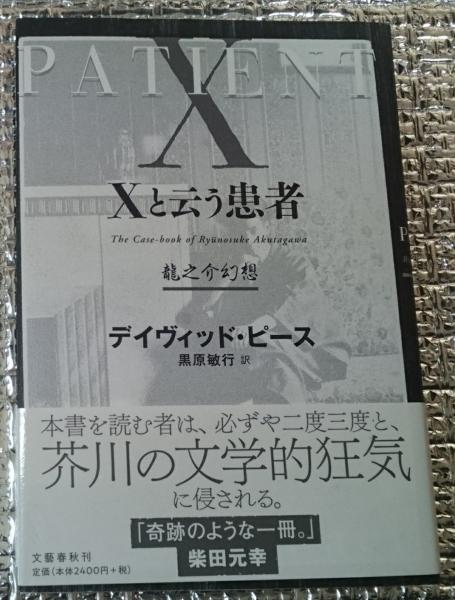 PATIENT
X
Xと云う患者
The Case-book of Ryūnosuke Akutagawa
龍之介幻想
デイヴィッド・ピース
黒原敏行 訳
本書を読む者は、必ずや二度三度と、
芥川の文学的狂気
に侵される。
「奇跡のような一冊。」
柴田元幸
文藝春秋刊
定価(本体2400円+税)